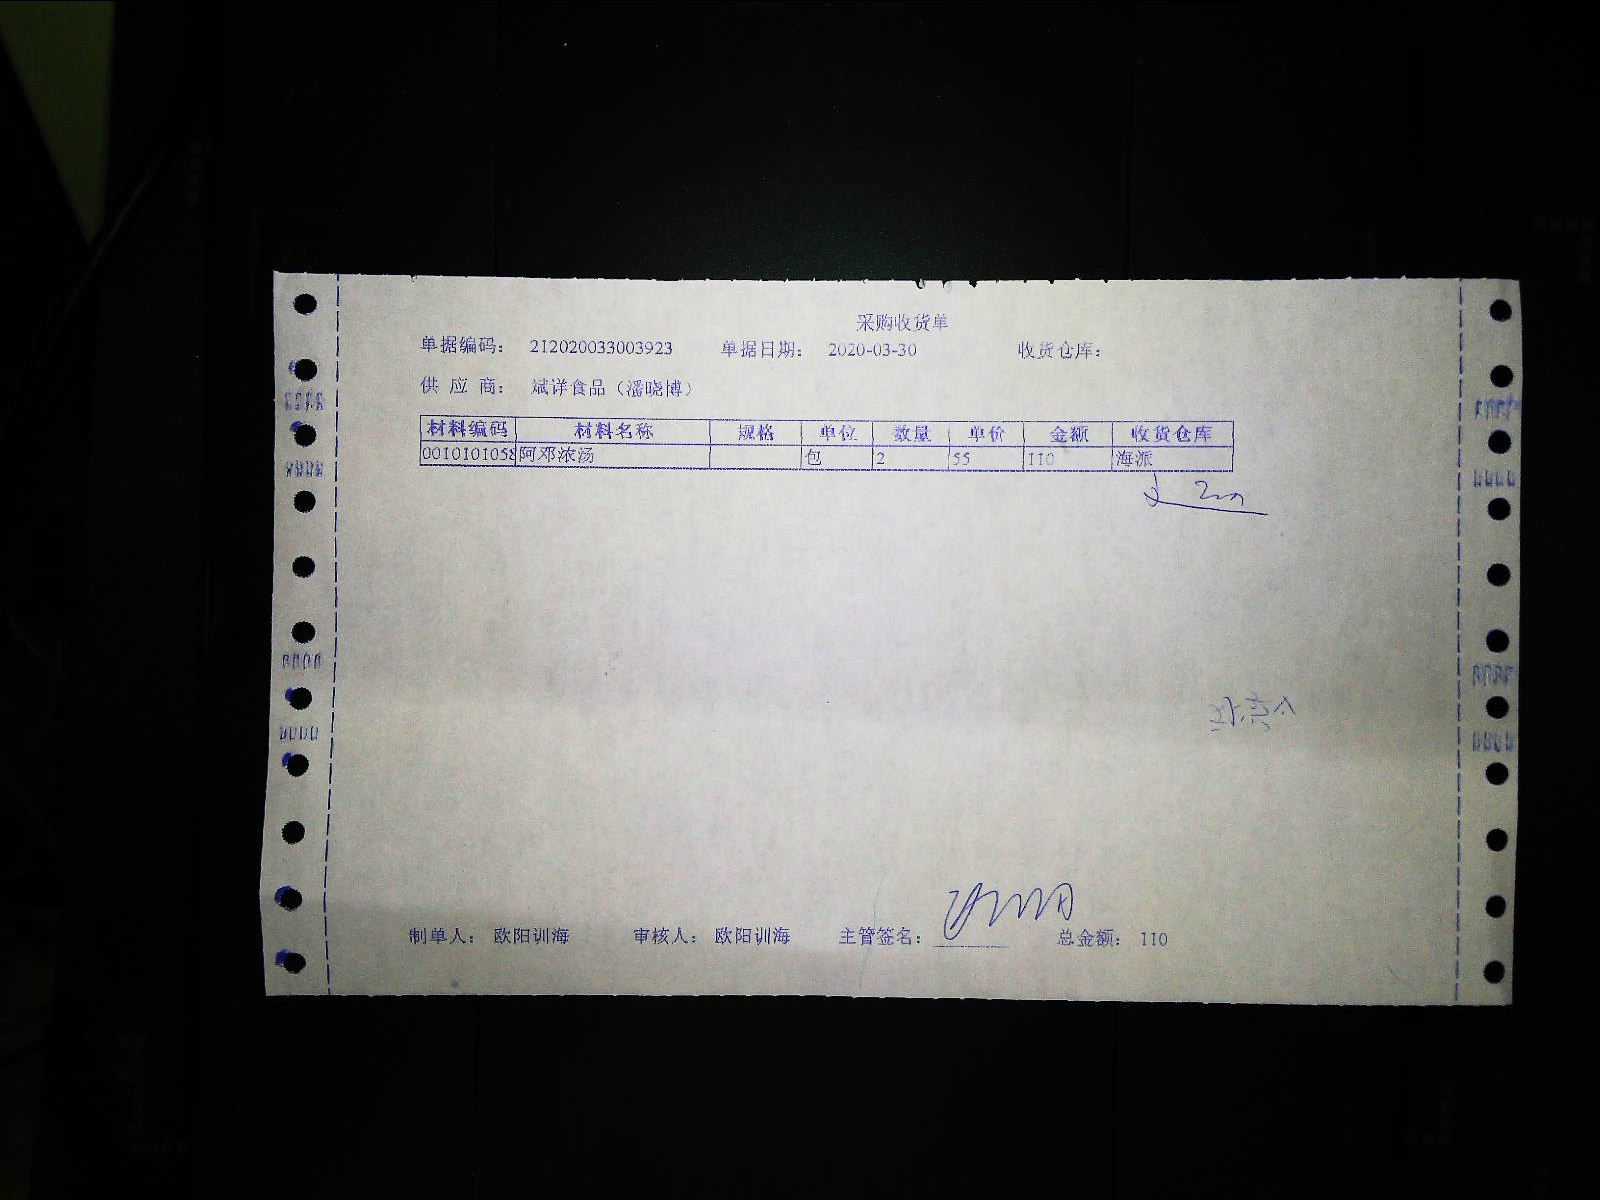 采购收货单
单据编码： 212020033003923 单据日期： 2020-03-30 收货仓库：
供 应 商： 斌详食品（潘晓博）
材料编码 材料名称 规格 单位 数量 单价 金额 收货仓库
0010101058 阿邓浓汤 包 2 55 110 海派
制单人： 欧阳训海 审核人： 欧阳训海 主管签名： 总金额： 110